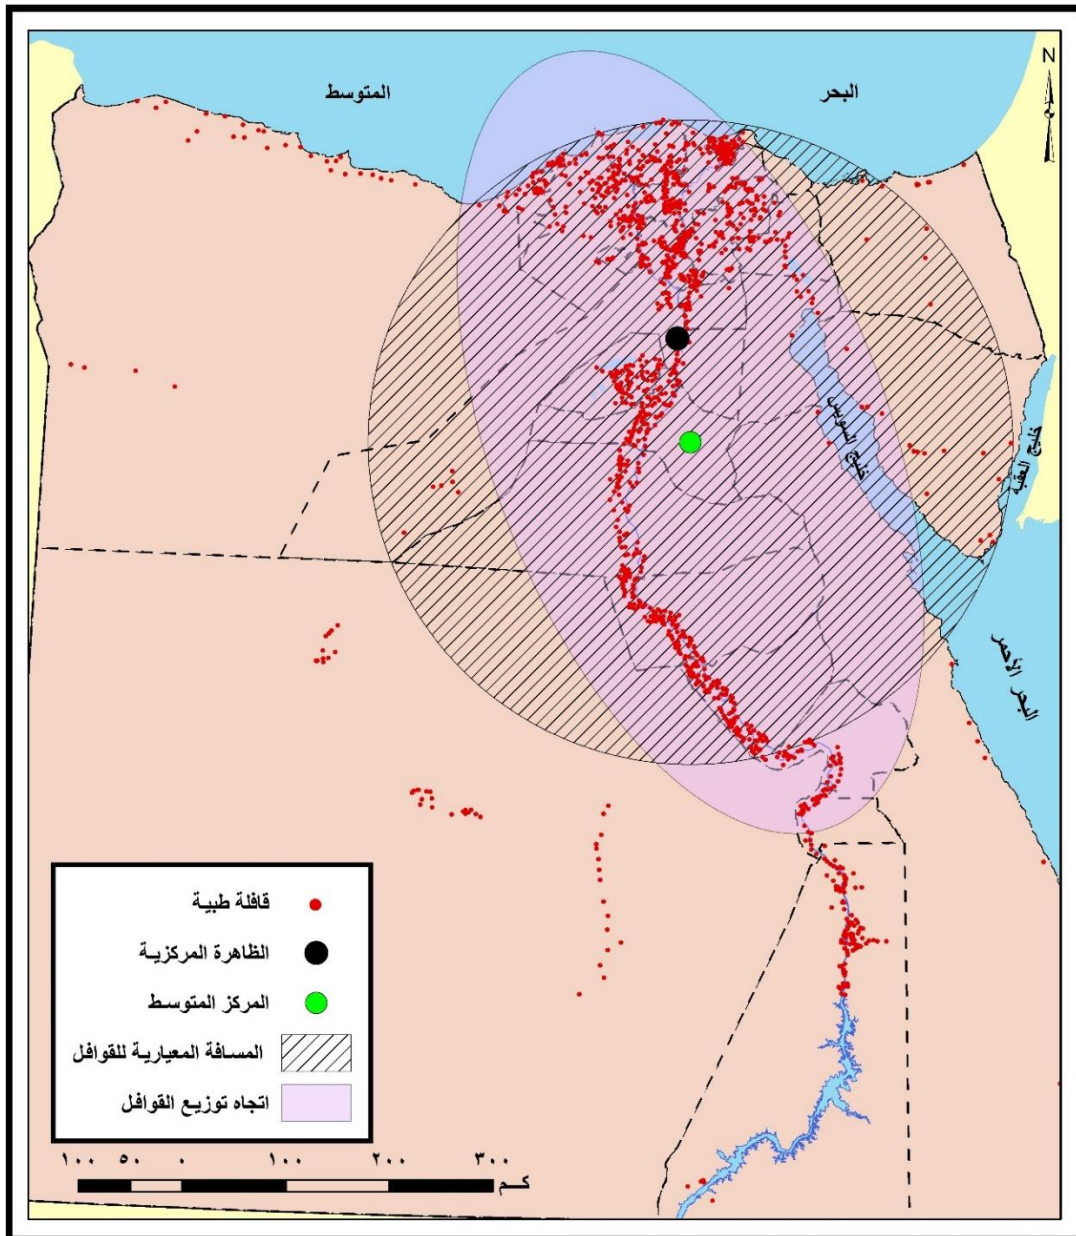 N
المتوسط
البحر
خليج السويس
خليج العقبة
البحر الأحمر
قافلة طبية
الظاهرة المركزية
المركز المتوسط
المسافة المعيارية للقوافل
اتجاه توزيع القوافل
١٠٠ ٥٠ ٠ ١٠٠ ٢٠٠ ٣٠٠
كم